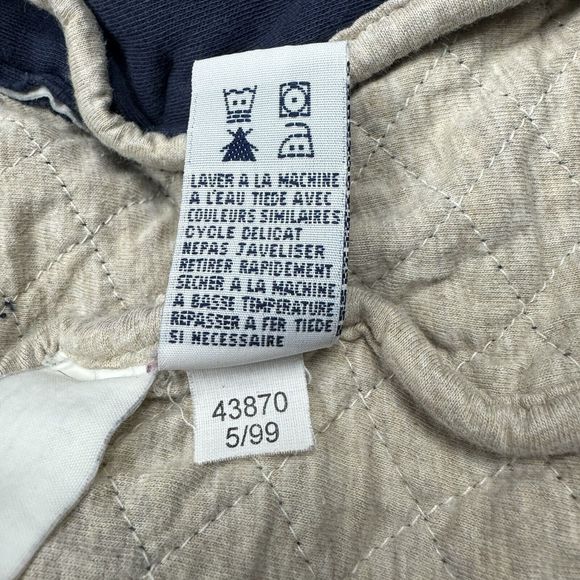 LAVER A LA MACHINE
A L'EAU TIEDE AVEC
COULEURS SIMILAIRES
CYCLE DELICAT
NEPAS JAVELISER
RETIRER RAPIDEMENT
SECHER A LA MACHINE
A BASSE TEMPERATURE
REPASSER A FER TIEDE
SI NECESSAIRE
43870
5/99